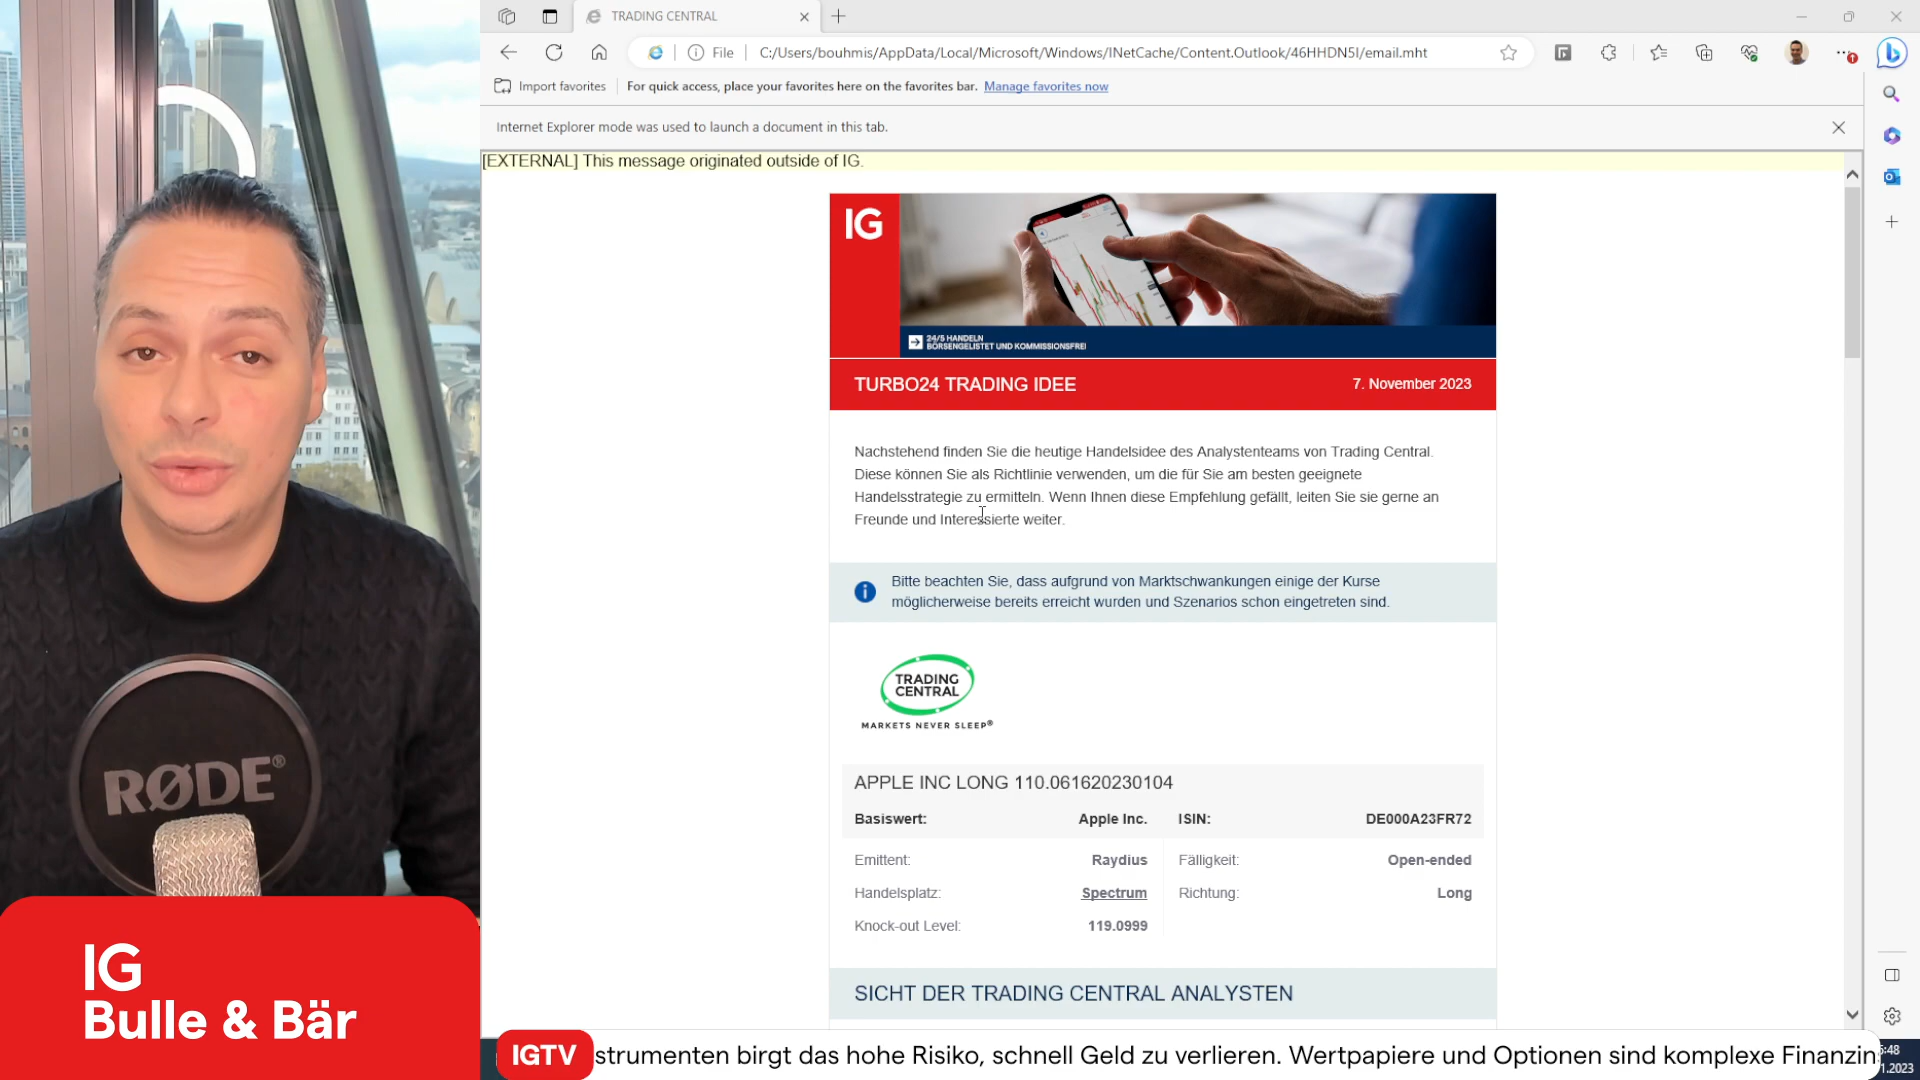 TRADING CENTRAL
File
C:/Users/bouhmis/AppData/Local/Microsoft/Windows/INetCache/Content.Outlook/46HHDN5I/email.mht
Import favorites
For quick access, place your favorites here on the favorites bar. Manage favorites now
Internet Explorer mode was used to launch a document in this tab.
[EXTERNAL] This message originated outside of IG.
IG
24/5 HANDELN
BÖRSENGELISTET UND KOMMISSIONSFREI
TURBO24 TRADING IDEE
7. November 2023
Nachstehend finden Sie die heutige Handelsidee des Analystenteams von Trading Central.
Diese können Sie als Richtlinie verwenden, um die für Sie am besten geeignete
Handelsstrategie zu ermitteln. Wenn Ihnen diese Empfehlung gefällt, leiten Sie sie gerne an
Freunde und Interessierte weiter.
Bitte beachten Sie, dass aufgrund von Marktschwankungen einige der Kurse
möglicherweise bereits erreicht wurden und Szenarios schon eingetreten sind.
TRADING
CENTRAL
MARKETS NEVER SLEEP®
APPLE INC LONG 110.061620230104
Basiswert: Apple Inc. ISIN: DE000A23FR72
Emittent: Raydius Fälligkeit: Open-ended
Handelsplatz: Spectrum Richtung: Long
Knock-out Level: 119.0999
SICHT DER TRADING CENTRAL ANALYSTEN
RØDE®
IG
Bulle & Bär
IGTV
strumenten birgt das hohe Risiko, schnell Geld zu verlieren. Wertpapiere und Optionen sind komplexe Finanzin
5:48
1.2023